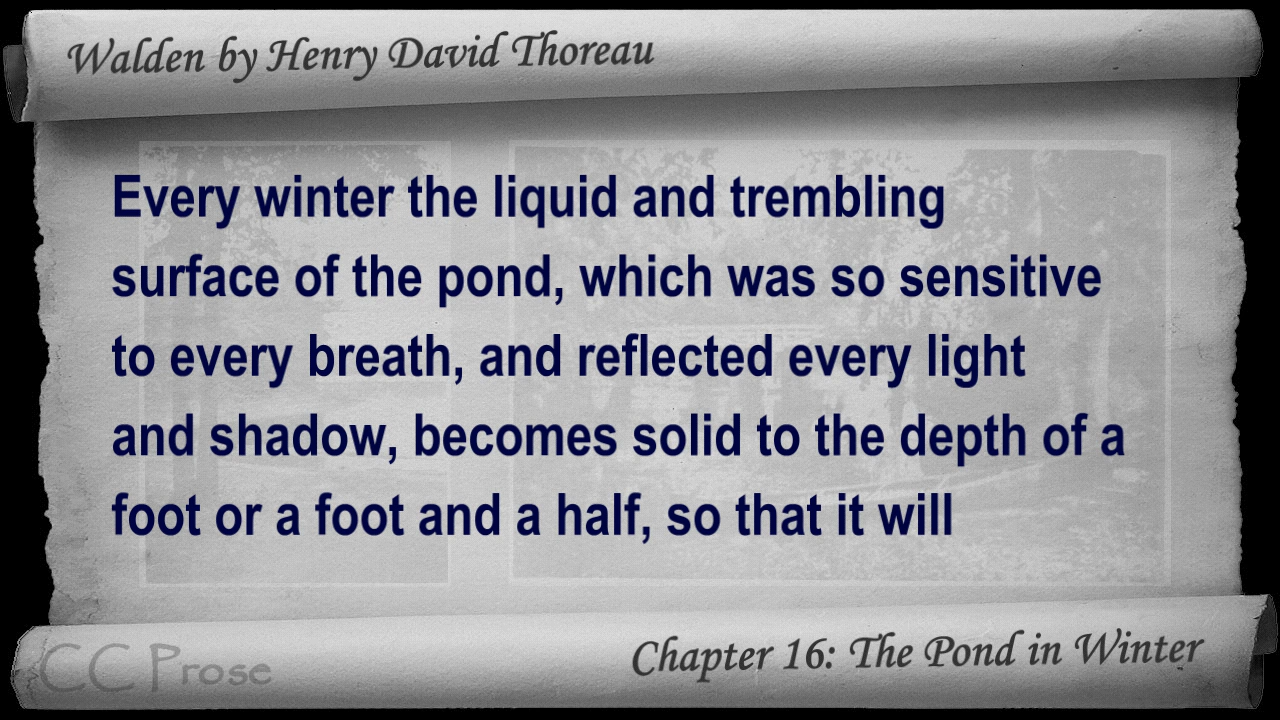 Walden by Henry David Thoreau
Every winter the liquid and trembling
surface of the pond, which was so sensitive
to every breath, and reflected every light
and shadow, becomes solid to the depth of a
foot or a foot and a half, so that it will
CC Prose
Chapter 16: The Pond in Winter